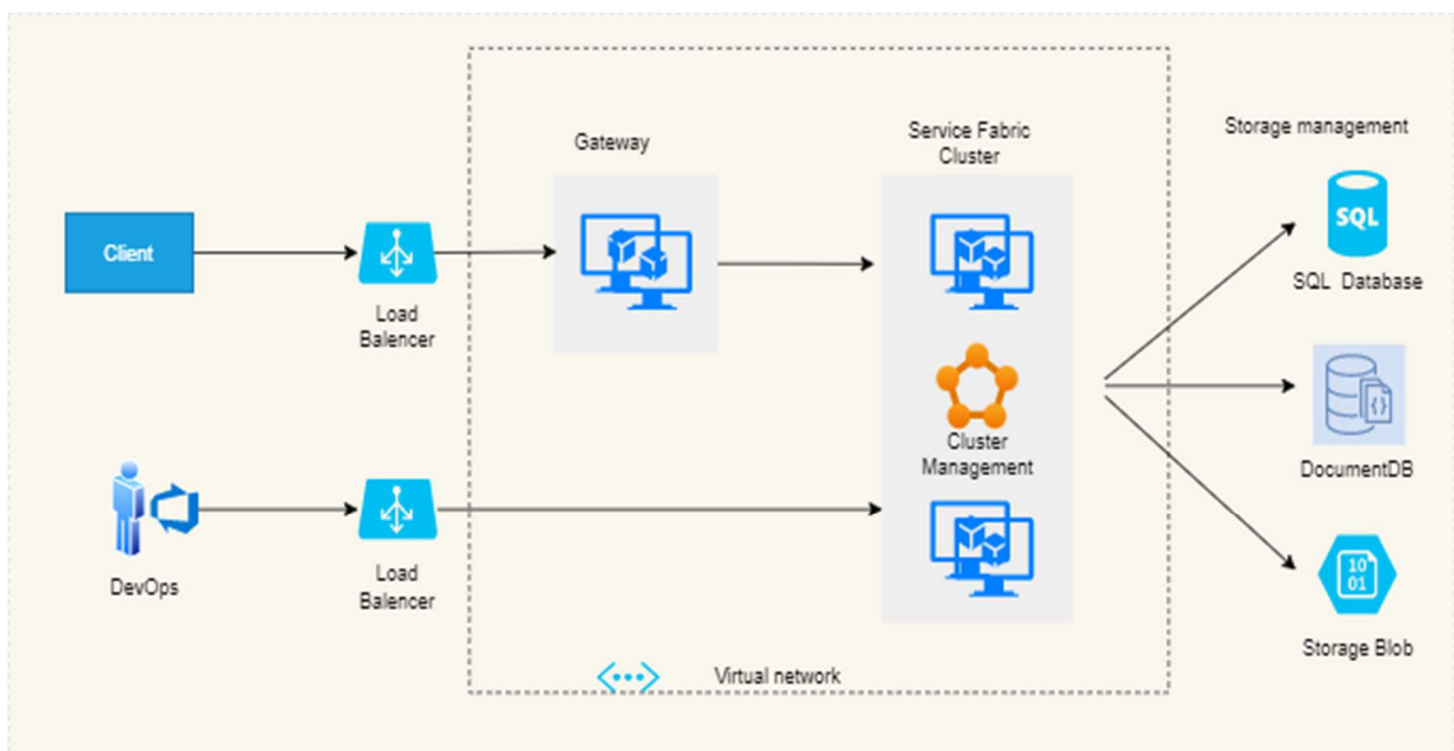 Gateway
Service Fabric
Cluster
Storage management
Client
SQL
SQL Database
Load
Balencer
Cluster
Management
DocumentDB
DevOps
Load
Balencer
10
01
Storage Blob
Virtual network